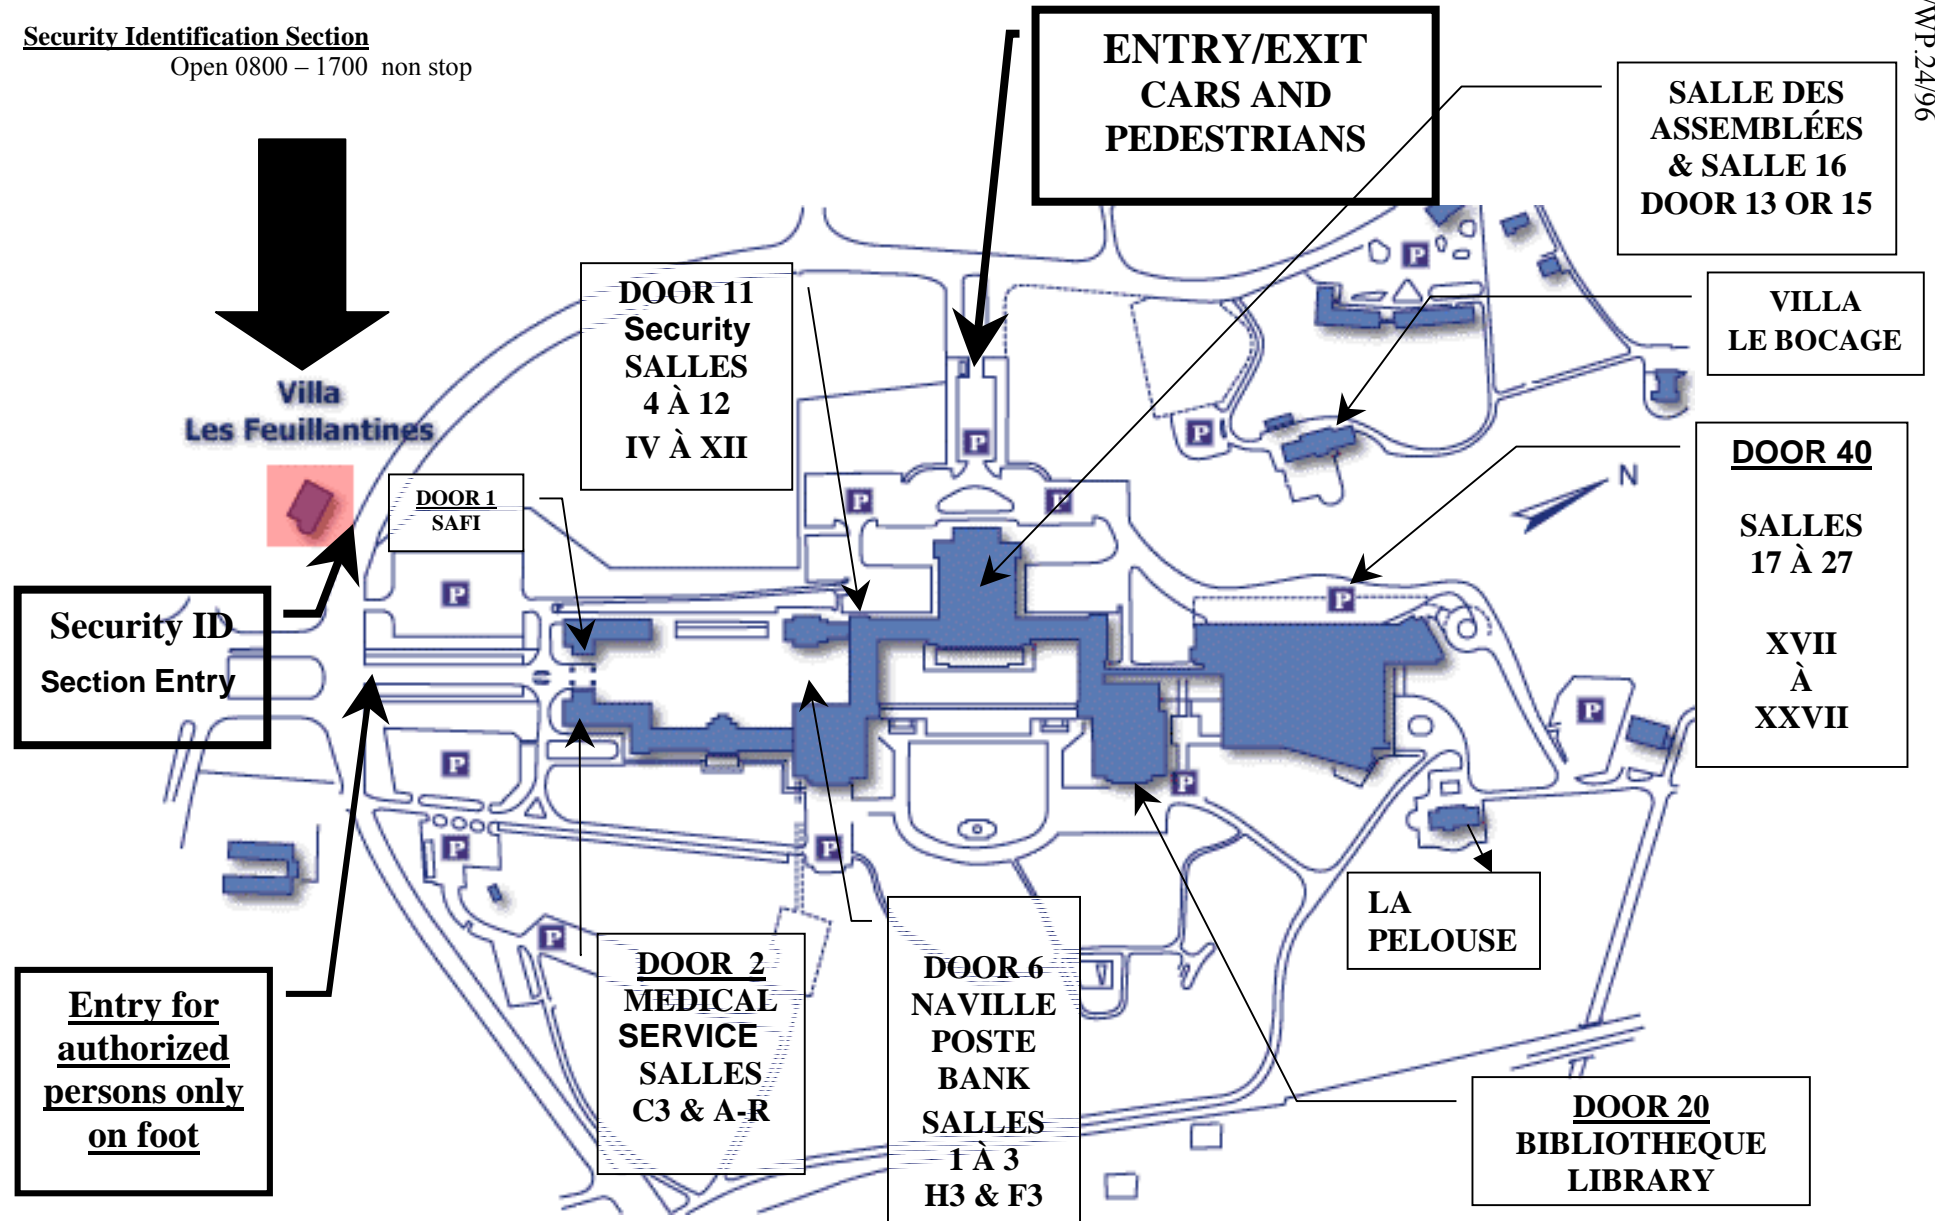 Security Identification Section
Open 0800 – 1700 non stop
/WP.24/96
ENTRY/EXIT
CARS AND
PEDESTRIANS
SALLE DES
ASSEMBLÉES
& SALLE 16
DOOR 13 OR 15
VILLA
LE BOCAGE
DOOR 11
Security
SALLES
4 À 12
IV À XII
Villa
Les Feuillantines
DOOR 1
SAFI
DOOR 40
SALLES
17 À 27
XVII
À
XXVII
N
P
P
P
P
P
P
P
P
P
P
P
P
P
Security ID
Section Entry
LA
PELOUSE
Entry for
authorized
persons only
on foot
DOOR 2
MEDICAL
SERVICE
SALLES
C3 & A-R
DOOR 6
NAVILLE
POSTE
BANK
SALLES
1 À 3
H3 & F3
DOOR 20
BIBLIOTHEQUE
LIBRARY